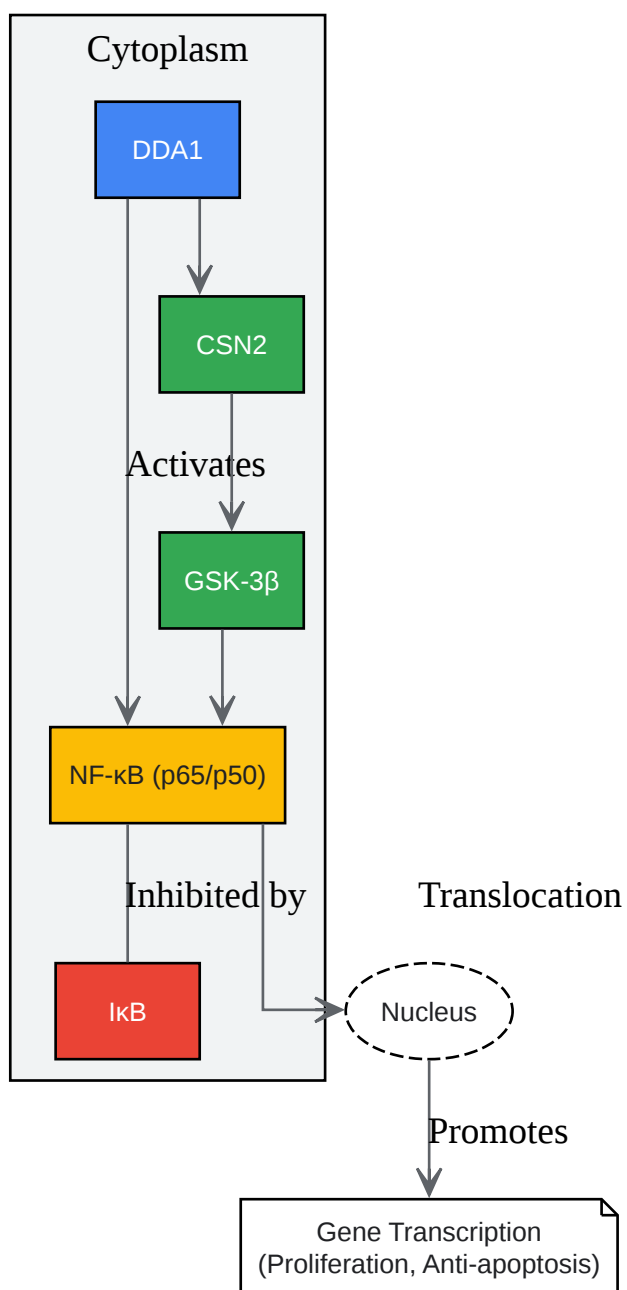 Cytoplasm
DDA1
CSN2
Activates
GSK-3β
NF-κB (p65/p50)
Inhibited by
Translocation
IκB
Nucleus
Promotes
Gene Transcription
(Proliferation, Anti-apoptosis)